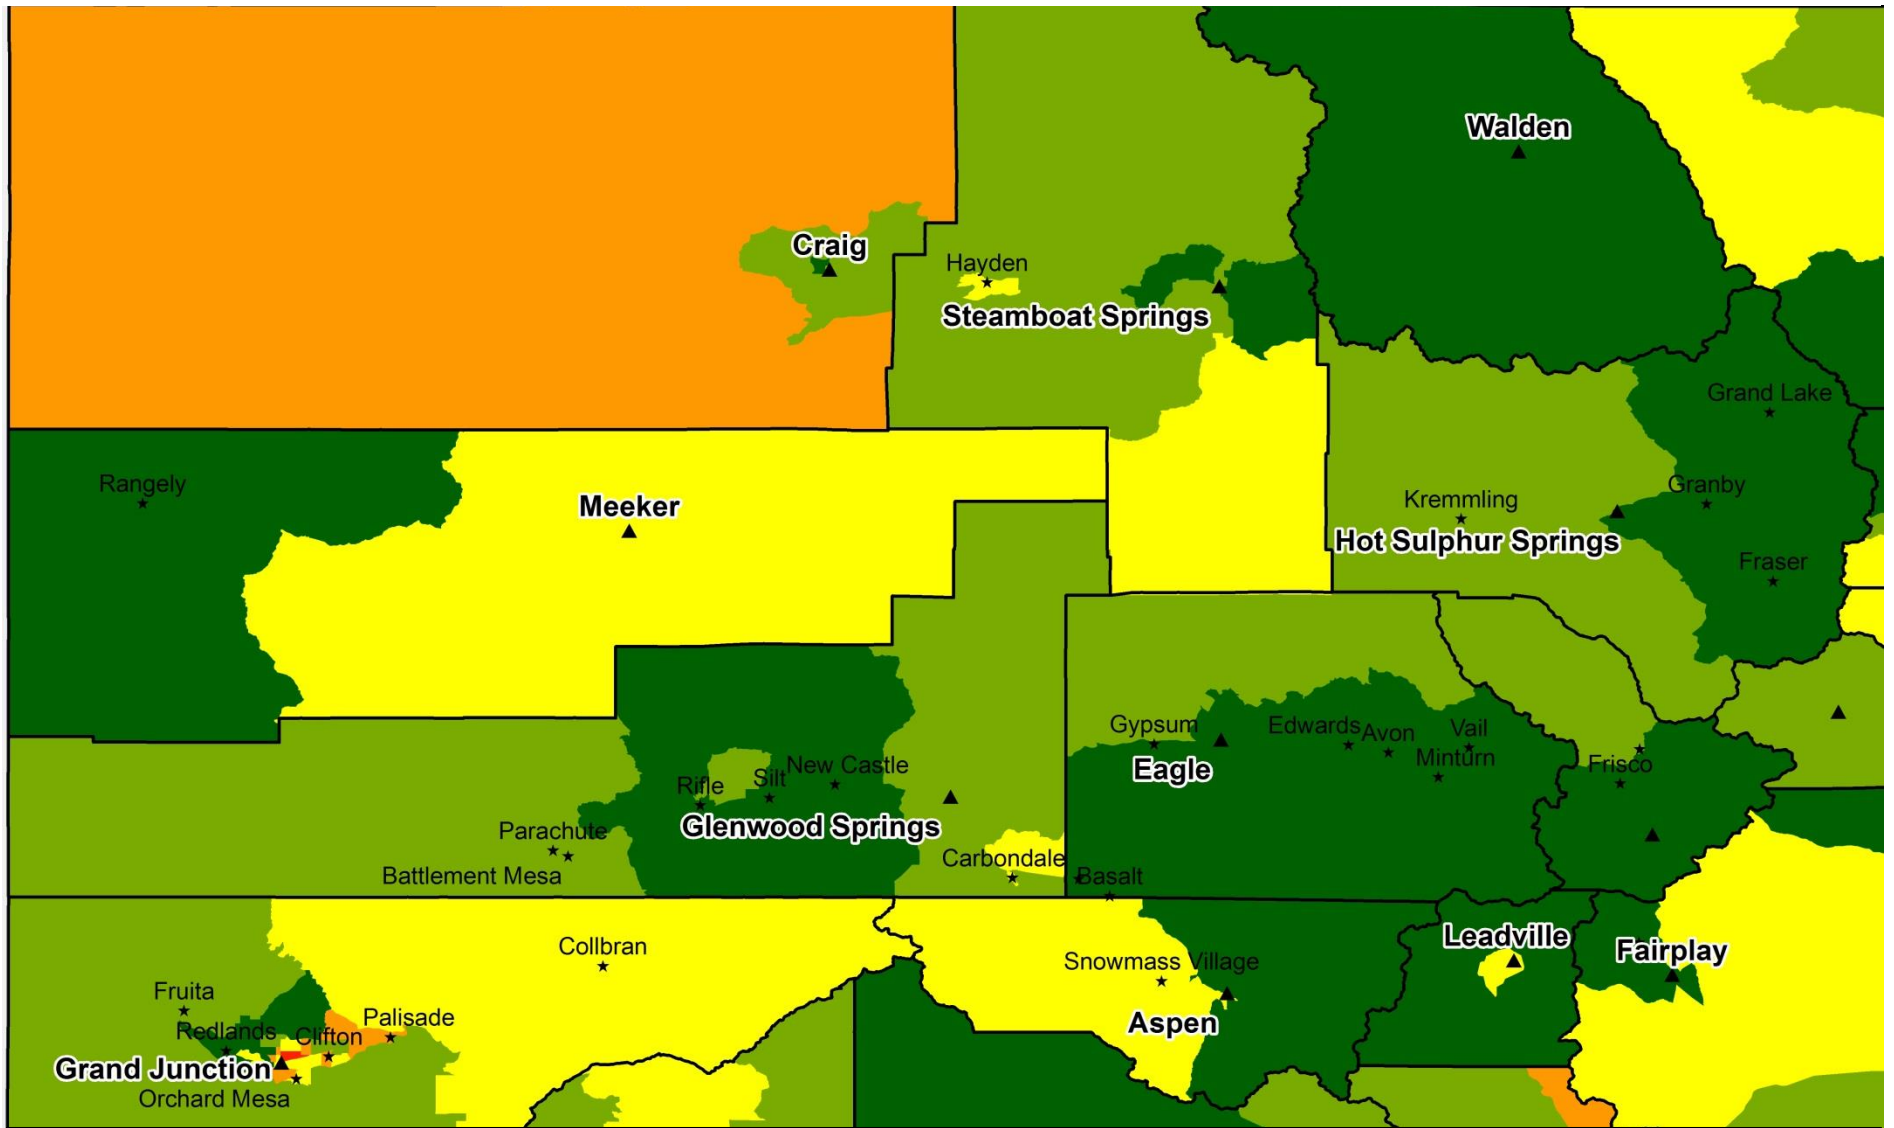 Walden
Craig
Hayden
Steamboat Springs
Grand Lake
Rangely
Meeker
Kremmling
Granby
Hot Sulphur Springs
Fraser
Gypsum
Edwards
Avon
Vail
Minturn
Eagle
Frisco
Rifle
Silt
New Castle
Glenwood Springs
Parachute
Battlement Mesa
Carbondale
Basalt
Collbran
Snowmass Village
Leadville
Fairplay
Fruita
Redlands
Clifton
Palisade
Aspen
Grand Junction
Orchard Mesa